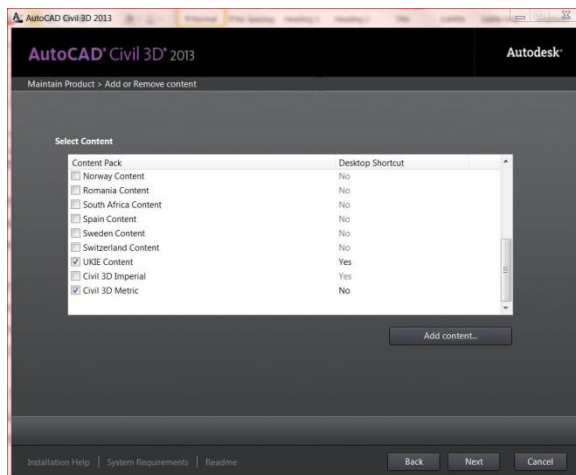 AutoCAD Civil 3D 2013
AutoCAD® Civil 3D® 2013
Autodesk®
Maintain Product > Add or Remove content
Select Content
Content Pack Desktop Shortcut
Norway Content No
Romania Content No
South Africa Content No
Spain Content No
Sweden Content No
Switzerland Content No
UKIE Content Yes
Civil 3D Imperial Yes
Civil 3D Metric No
Add content...
Installation Help | System Requirements | Readme
Back Next Cancel